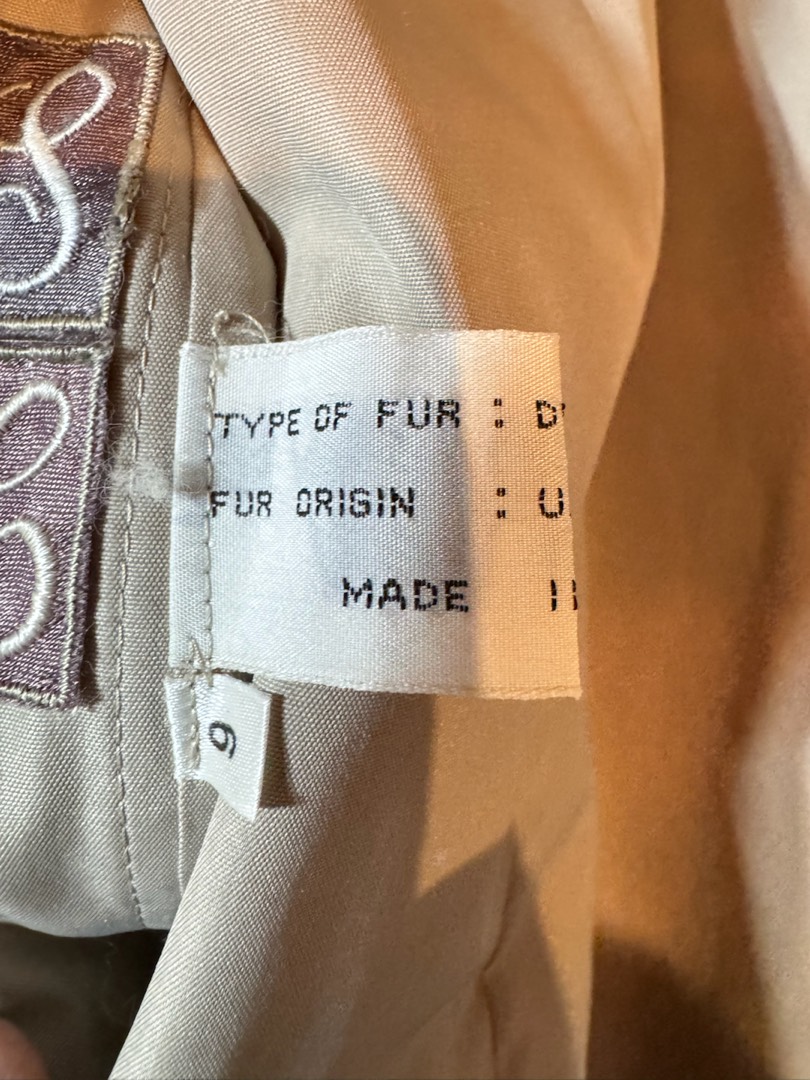 TYPE OF FUR : D
FUR ORIGIN : U
MADE
9